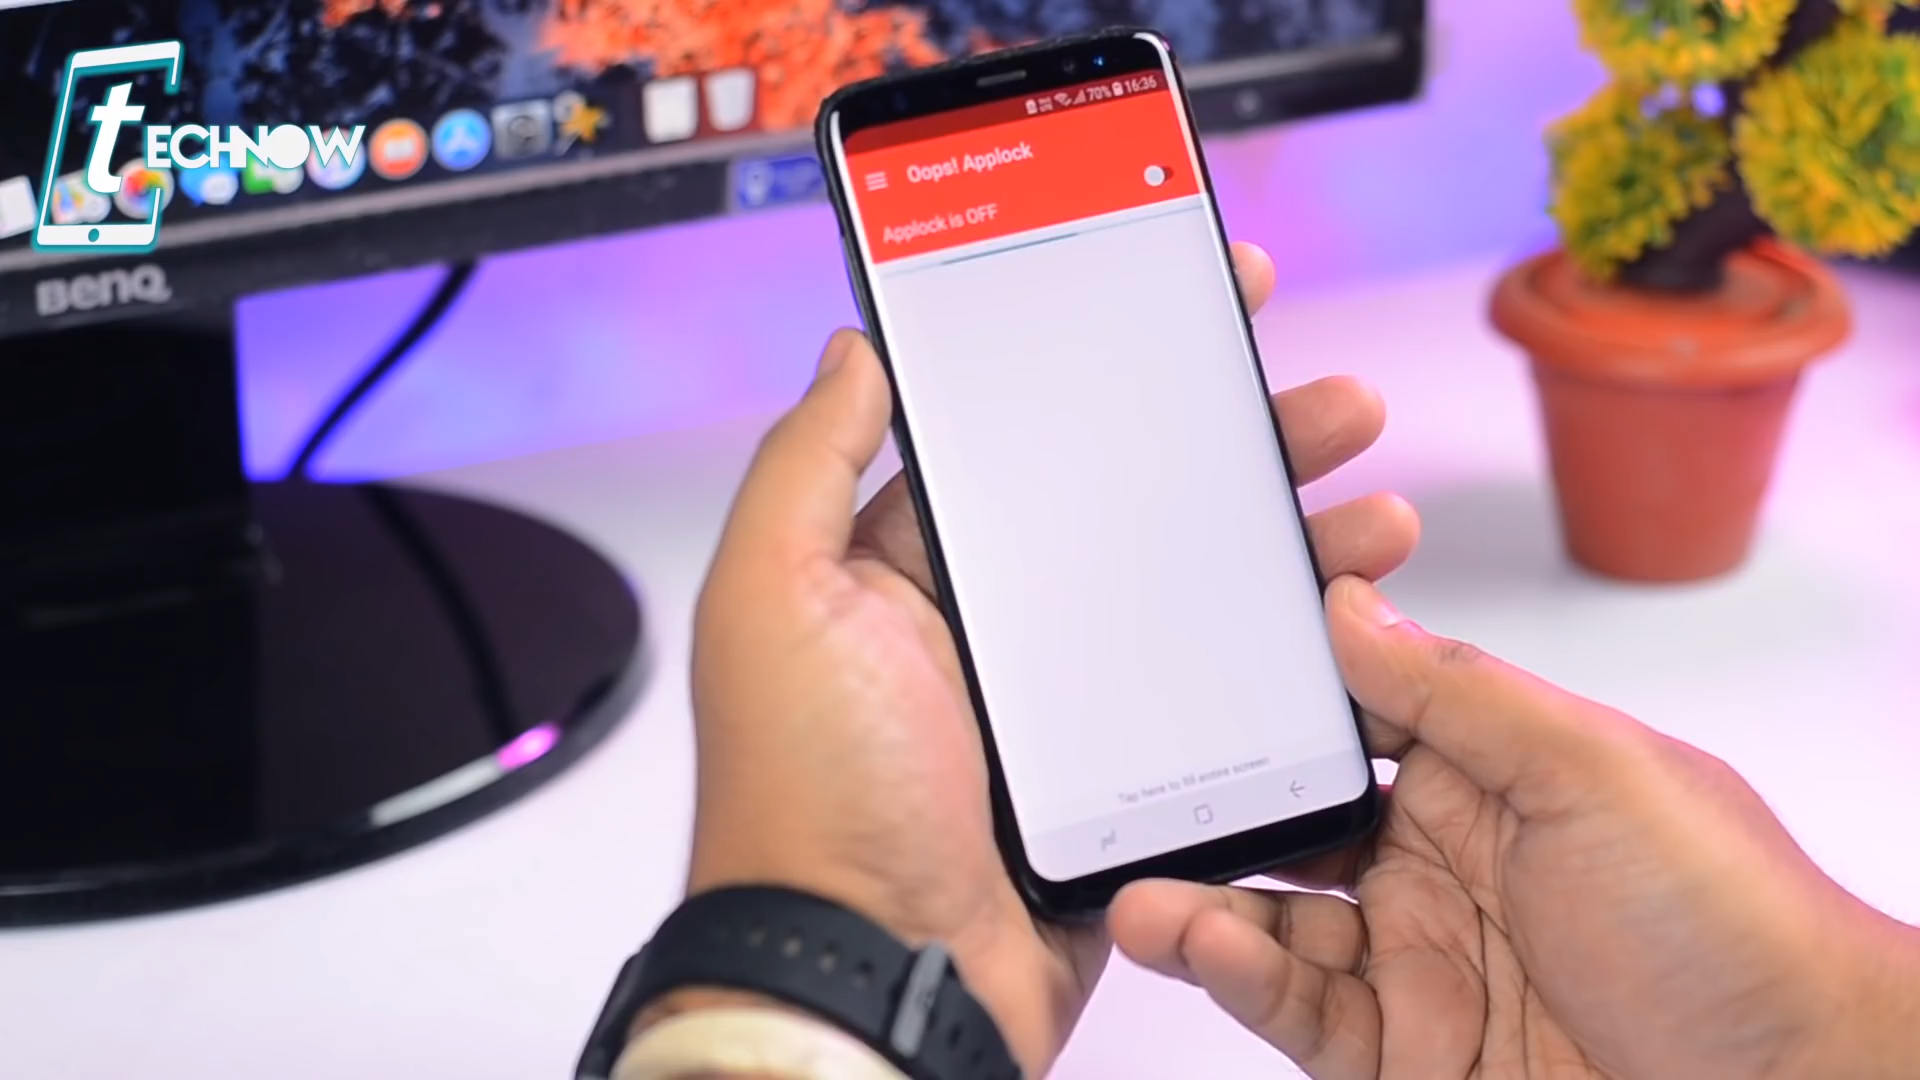 tECHNOW
BenQ
70% 16:36
Oops! Applock
Applock is OFF
Tap here to fill entire screen